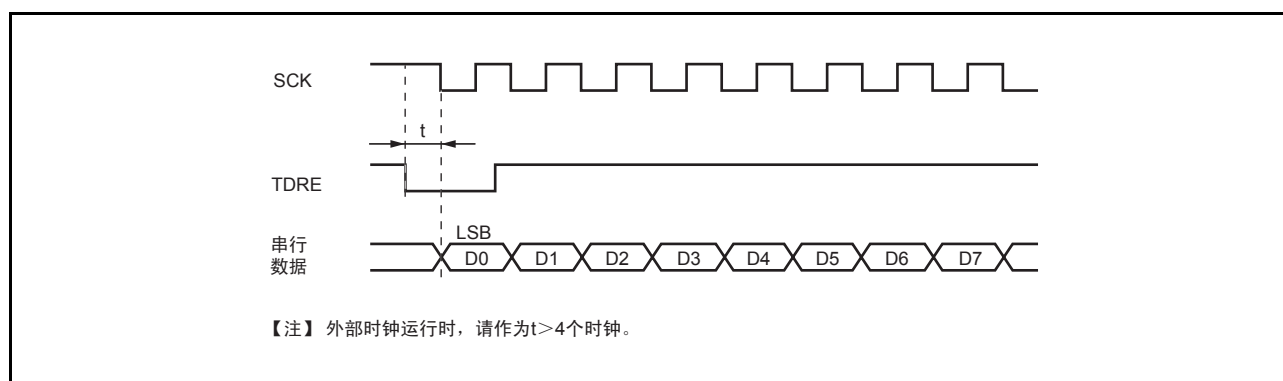 SCK
t
TDRE
LSB
串行
数据
D0 D1 D2 D3 D4 D5 D6 D7
【注】 外部时钟运行时，请作为t＞4个时钟。